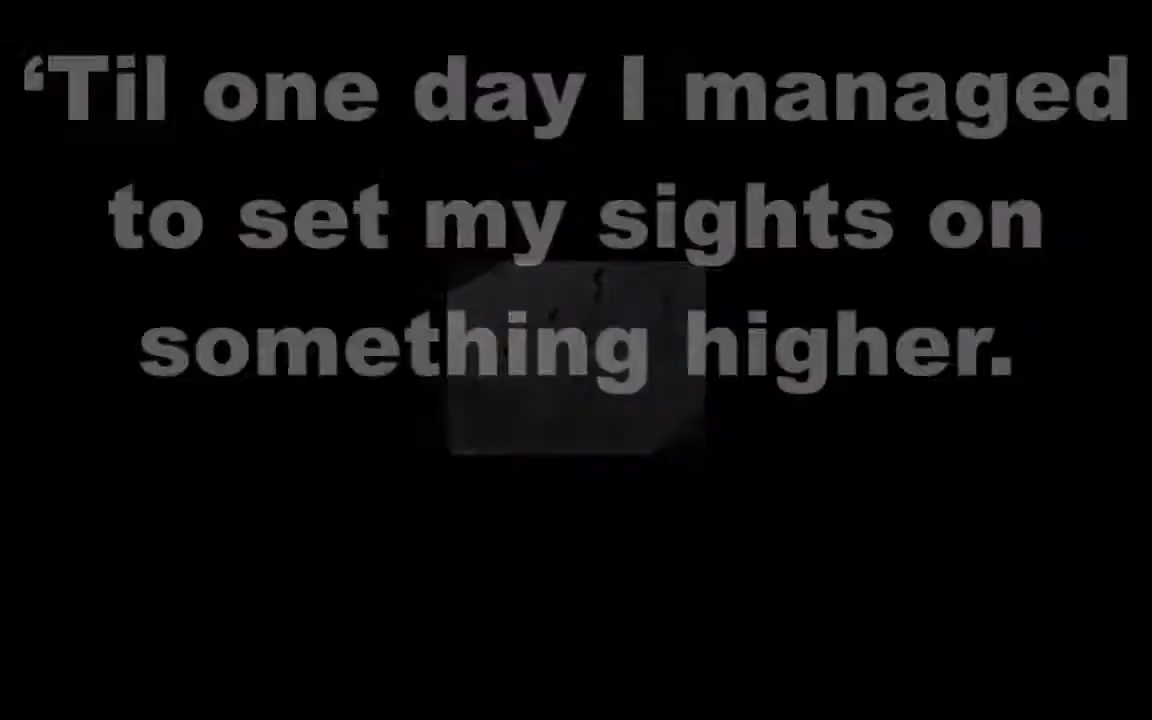 ‘Til one day I managed
to set my sights on
something higher.